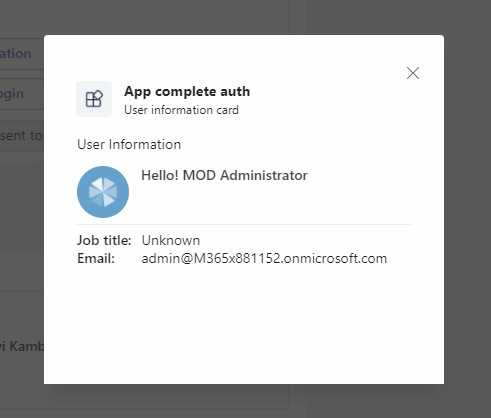 ation
ogin
sent to
App complete auth
User information card
User Information
Hello! MOD Administrator
Job title: Unknown
Email: admin@M365x881152.onmicrosoft.com
vi Kamb